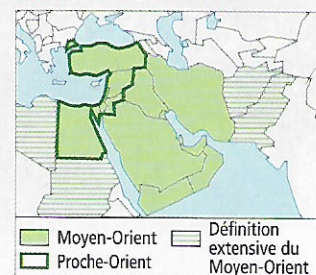 Moyen-Orient
Proche-Orient
Définition
extensive du
Moyen-Orient